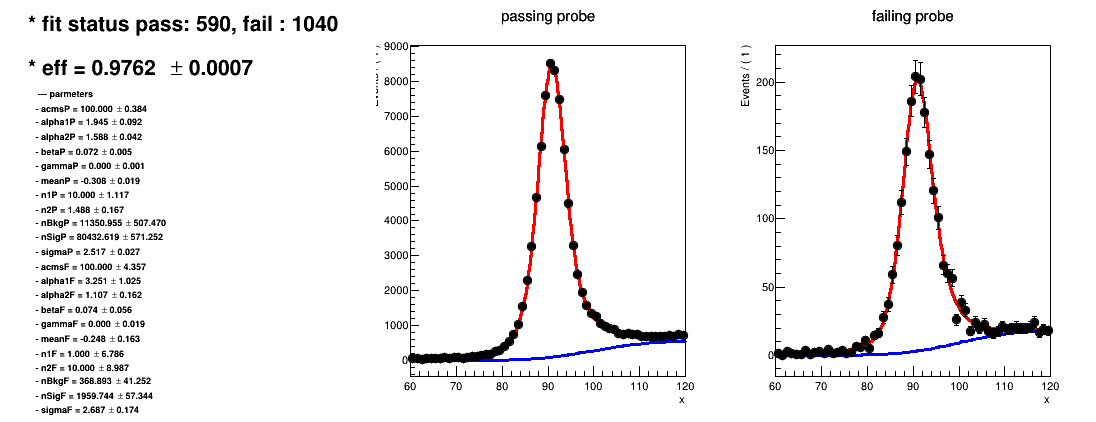 * fit status pass: 590, fail : 1040
* eff = 0.9762 ± 0.0007
--- parmeters
- acmsP = 100.000 ± 0.384
- alpha1P = 1.945 ± 0.092
- alpha2P = 1.588 ± 0.042
- betaP = 0.072 ± 0.005
- gammaP = 0.000 ± 0.001
- meanP = -0.308 ± 0.019
- n1P = 10.000 ± 1.117
- n2P = 1.488 ± 0.167
- nBkgP = 11350.955 ± 507.470
- nSigP = 80432.619 ± 571.252
- sigmaP = 2.517 ± 0.027
- acmsF = 100.000 ± 4.357
- alpha1F = 3.251 ± 1.025
- alpha2F = 1.107 ± 0.162
- betaF = 0.074 ± 0.056
- gammaF = 0.000 ± 0.019
- meanF = -0.248 ± 0.163
- n1F = 1.000 ± 6.786
- n2F = 10.000 ± 8.987
- nBkgF = 368.893 ± 41.252
- nSigF = 1959.744 ± 57.344
- sigmaF = 2.687 ± 0.174
passing probe
9000
8000
7000
6000
5000
4000
3000
2000
1000
0
60 70 80 90 100 110 120
x
failing probe
Events / ( 1 )
200
150
100
50
0
60 70 80 90 100 110 120
x